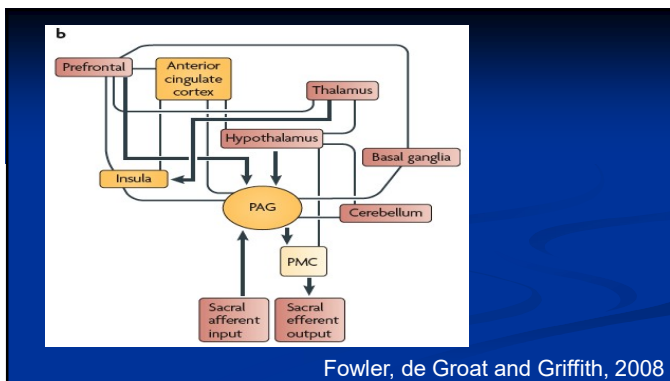 b
Prefrontal
Anterior
cingulate
cortex
Thalamus
Hypothalamus
Basal ganglia
Insula
PAG
Cerebellum
PMC
Sacral
afferent
input
Sacral
efferent
output
Fowler, de Groat and Griffith, 2008